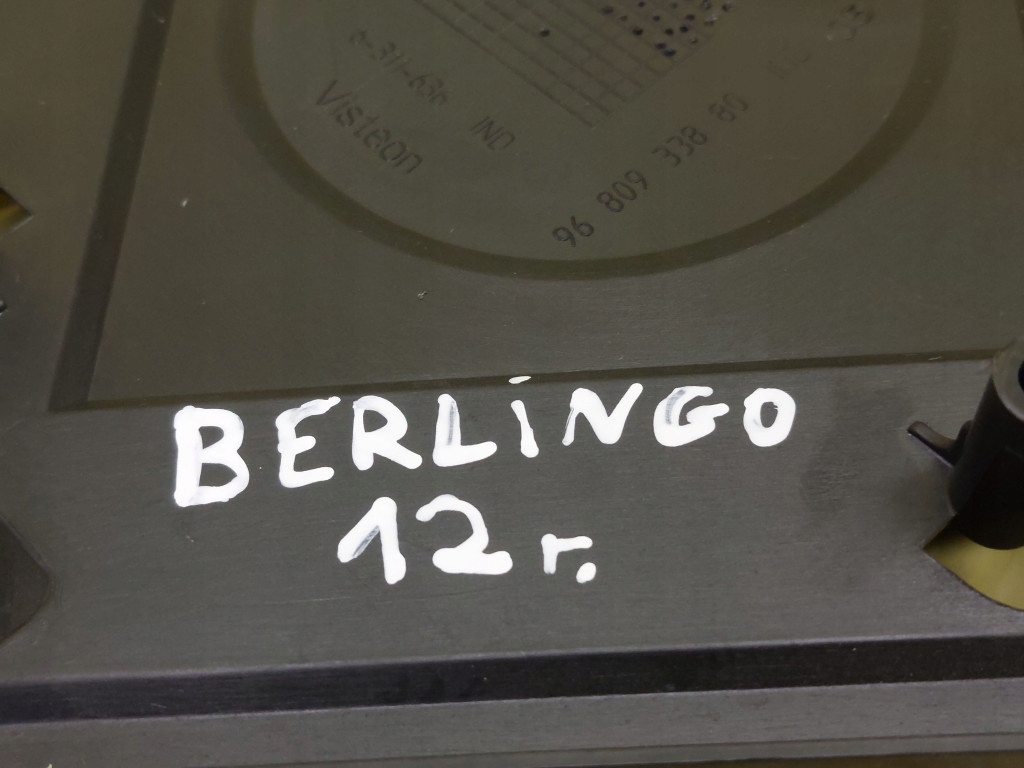 Visteon
IND
96 809 338 80
BERLiNGO
12 r.